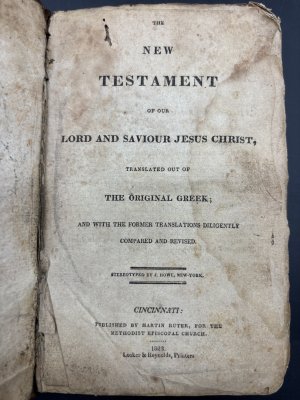 THE
NEW
TESTAMENT
OF OUR
LORD AND SAVIOUR JESUS CHRIST,
TRANSLATED OUT OF
THE ORIGINAL GREEK;
AND WITH THE FORMER TRANSLATIONS DILIGENTLY
COMPARED AND REVISED.
STEREOTYPED BY J. HOWE, NEW-YORK.
CINCINNATI:
PUBLISHED BY MARTIN RUTER, FOR THE
METHODIST EPISCOPAL CHURCH.
Looker & Reynolds, Printers